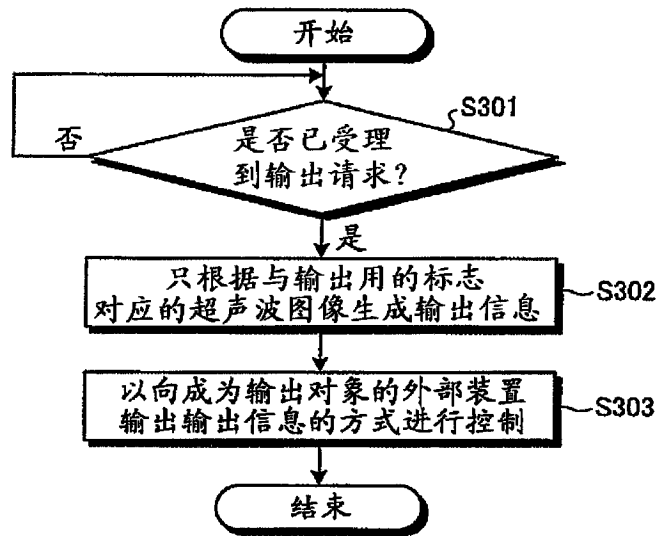 开始
S301
是否已受理
到输出请求?
否
是
只根据与输出用的标志
对应的超声波图像生成输出信息
S302
以向成为输出对象的外部装置
输出输出信息的方式进行控制
S303
结束